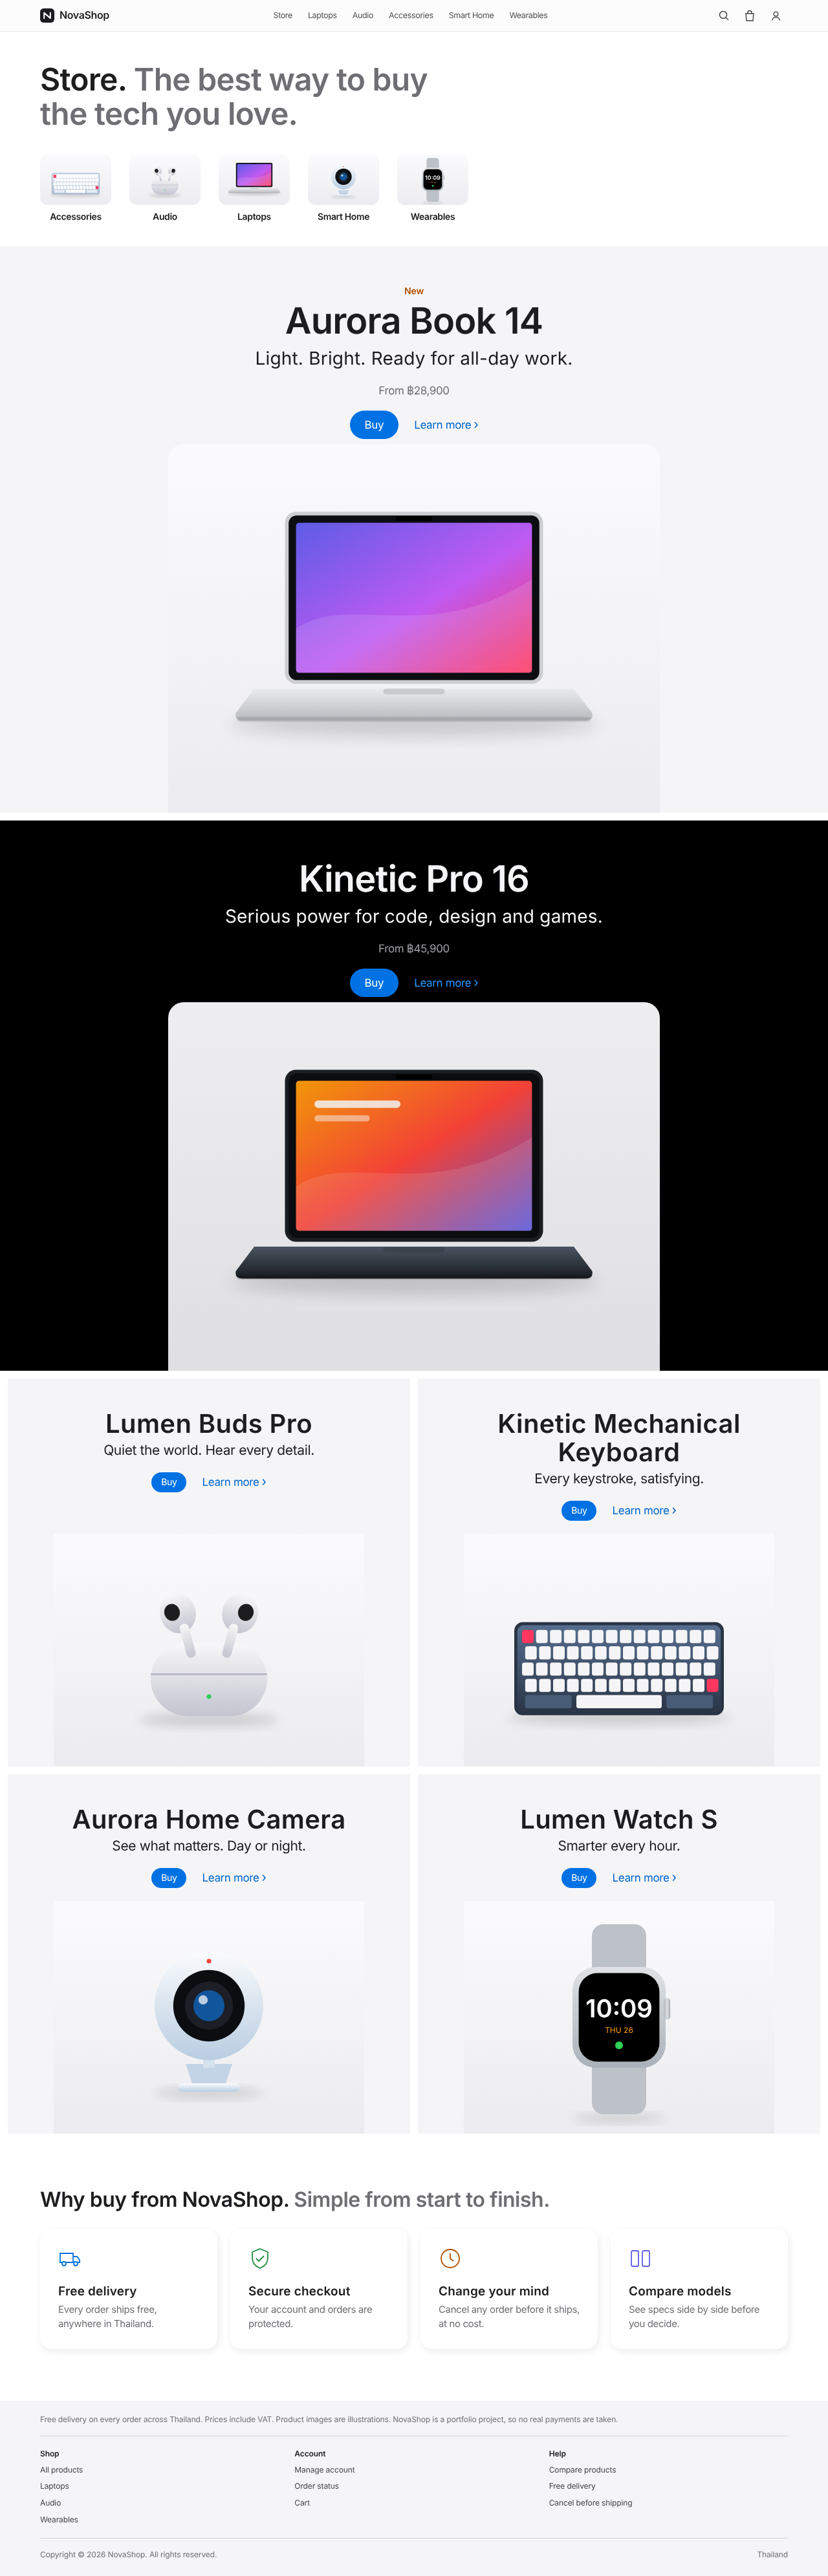 NovaShop
Store Laptops Audio Accessories Smart Home Wearables
Store. The best way to buy
the tech you love.
10:09
Accessories Audio Laptops Smart Home Wearables
New
Aurora Book 14
Light. Bright. Ready for all-day work.
From ฿28,900
Buy Learn more ›
Kinetic Pro 16
Serious power for code, design and games.
From ฿45,900
Buy Learn more ›
Lumen Buds Pro
Quiet the world. Hear every detail.
Buy Learn more ›
Kinetic Mechanical
Keyboard
Every keystroke, satisfying.
Buy Learn more ›
Aurora Home Camera
See what matters. Day or night.
Buy Learn more ›
Lumen Watch S
Smarter every hour.
Buy Learn more ›
10:09
THU 26
Why buy from NovaShop. Simple from start to finish.
Free delivery
Every order ships free,
anywhere in Thailand.
Secure checkout
Your account and orders are
protected.
Change your mind
Cancel any order before it ships,
at no cost.
Compare models
See specs side by side before
you decide.
Free delivery on every order across Thailand. Prices include VAT. Product images are illustrations. NovaShop is a portfolio project, so no real payments are taken.
Shop
All products
Laptops
Audio
Wearables
Account
Manage account
Order status
Cart
Help
Compare products
Free delivery
Cancel before shipping
Copyright © 2026 NovaShop. All rights reserved.
Thailand